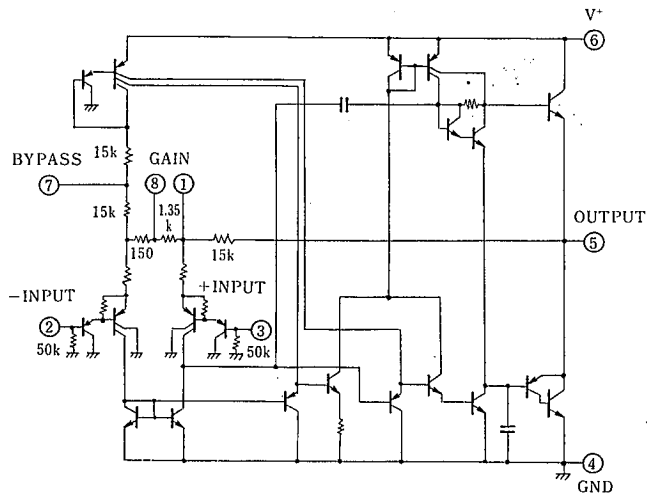 V⁺
⑥
15k
BYPASS
⑦
GAIN
⑧
①
15k
1.35
k
150
15k
OUTPUT
⑤
−INPUT
②
50k
+INPUT
③
50k
④
GND